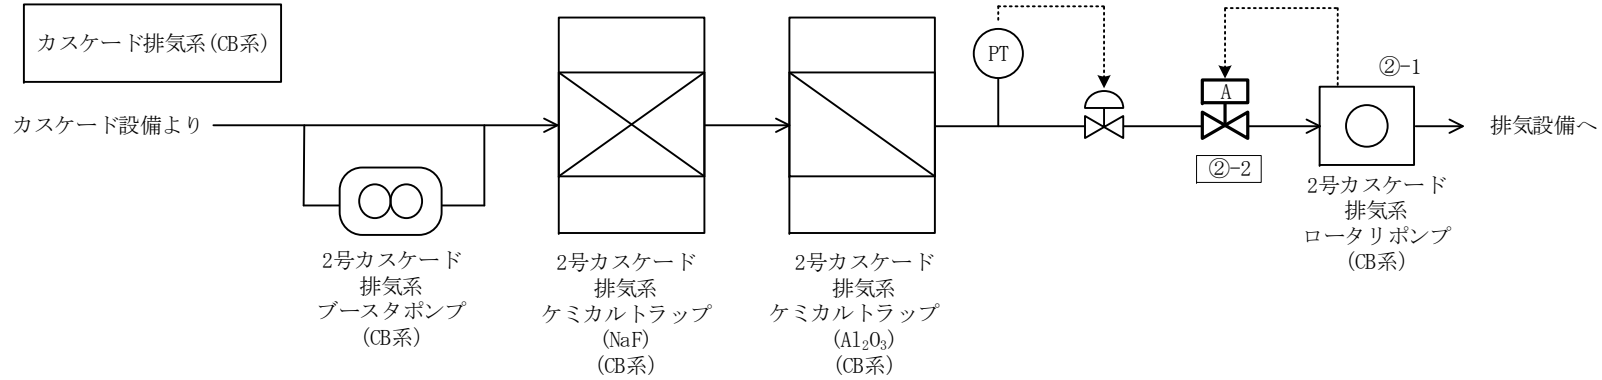 カスケード排気系(CB系)
カスケード設備より
2号カスケード
排気系
ブースタポンプ
(CB系)
2号カスケード
排気系
ケミカルトラップ
(NaF)
(CB系)
2号カスケード
排気系
ケミカルトラップ
(Al₂O₃)
(CB系)
PT
A
②-2
②-1
2号カスケード
排気系
ロータリポンプ
(CB系)
排気設備へ